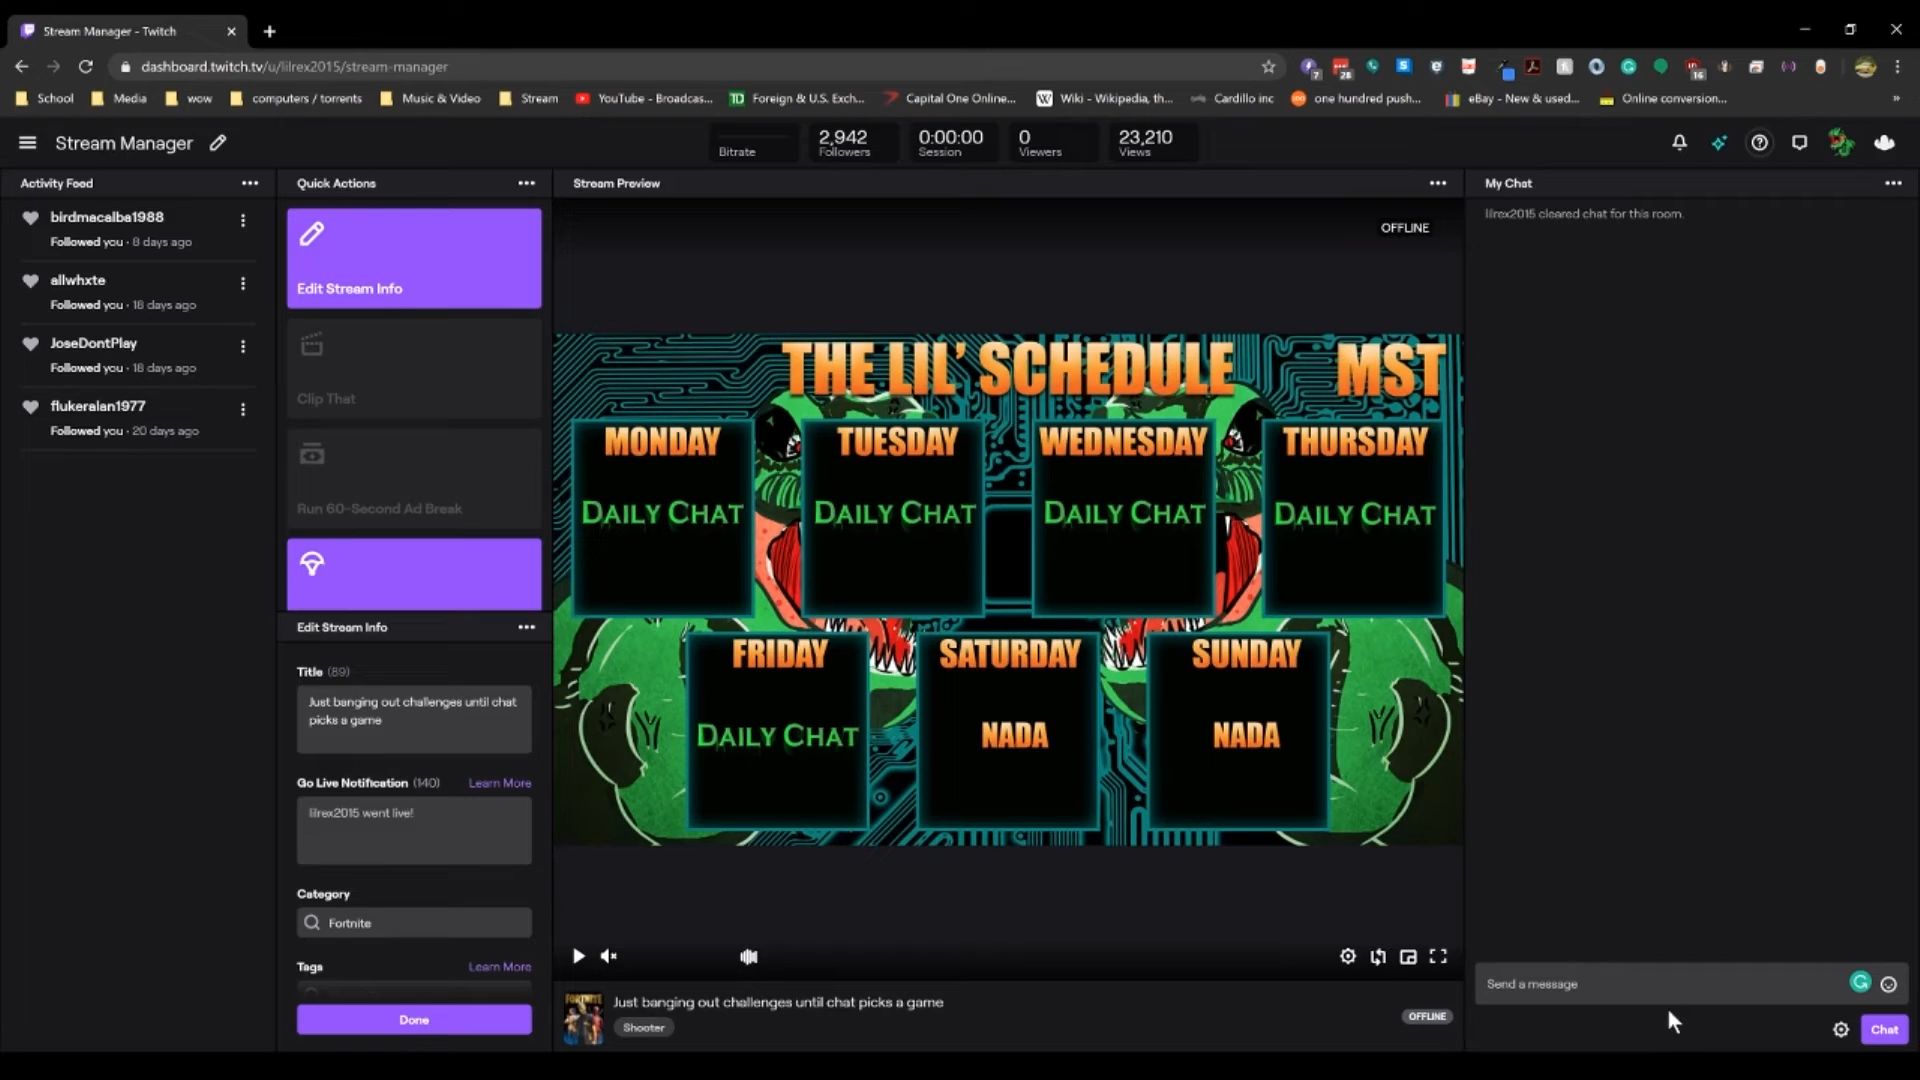 Stream Manager - Twitch
dashboard.twitch.tv/u/lilrex2015/stream-manager
7
28
16
School
Media
wow
computers / torrents
Music & Video
Stream
YouTube - Broadcas...
Foreign & U.S. Exch...
Capital One Online...
Wiki - Wikipedia, th...
Cardillo inc
one hundred push...
eBay - New & used...
Online conversion...
Stream Manager
Bitrate
2,942
Followers
0:00:00
Session
0
Viewers
23,210
Views
Activity Feed
birdmacalba1988
Followed you · 8 days ago
allwhxte
Followed you · 18 days ago
JoseDontPlay
Followed you · 18 days ago
flukeralan1977
Followed you · 20 days ago
Quick Actions
Edit Stream Info
Clip That
Run 60-Second Ad Break
Edit Stream Info
Title (89)
Just banging out challenges until chat
picks a game
Go Live Notification (140)
Learn More
lilrex2015 went live!
Category
Fortnite
Tags
Learn More
Done
Stream Preview
OFFLINE
THE LIL' SCHEDULE
MST
MONDAY
DAILY CHAT
TUESDAY
DAILY CHAT
WEDNESDAY
DAILY CHAT
THURSDAY
DAILY CHAT
FRIDAY
DAILY CHAT
SATURDAY
NADA
SUNDAY
NADA
FORTNITE
Just banging out challenges until chat picks a game
Shooter
OFFLINE
My Chat
lilrex2015 cleared chat for this room.
Send a message
Chat